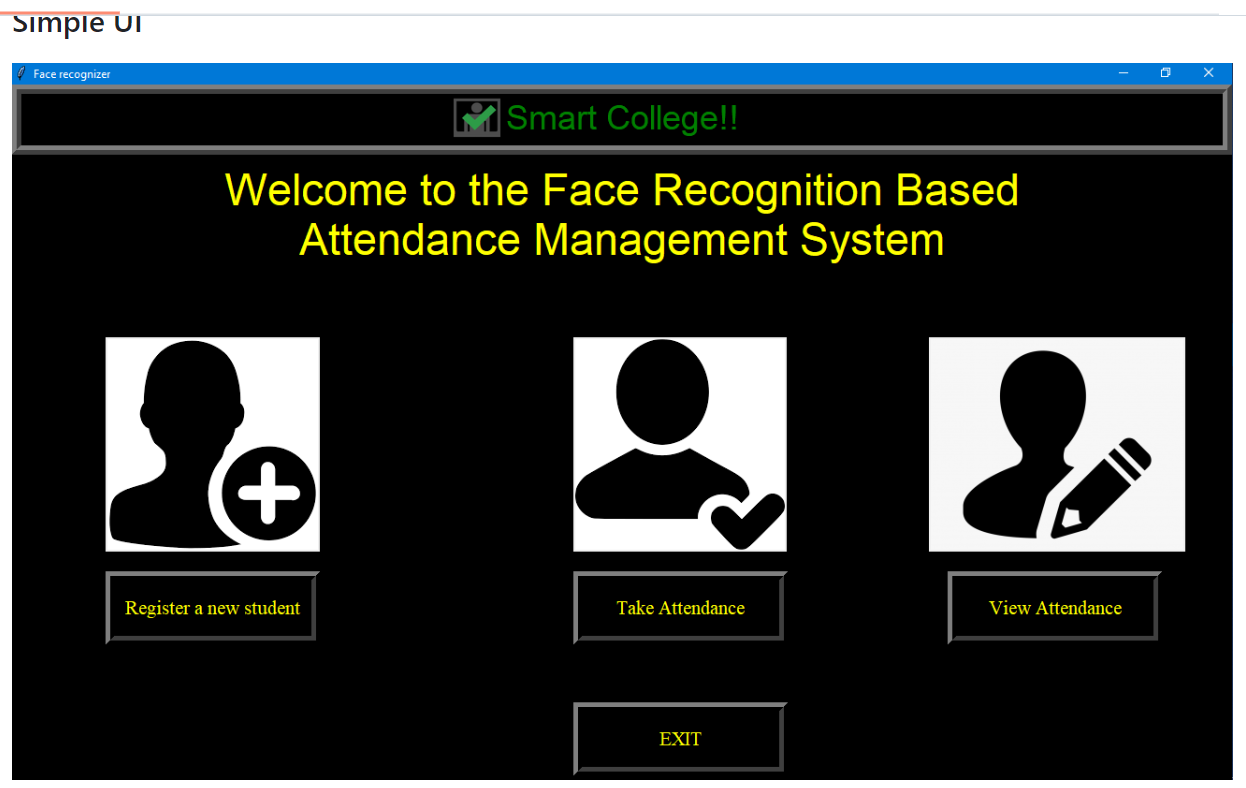 Simple UI
Face recognizer
Smart College!!
Welcome to the Face Recognition Based
Attendance Management System
Register a new student
Take Attendance
View Attendance
EXIT